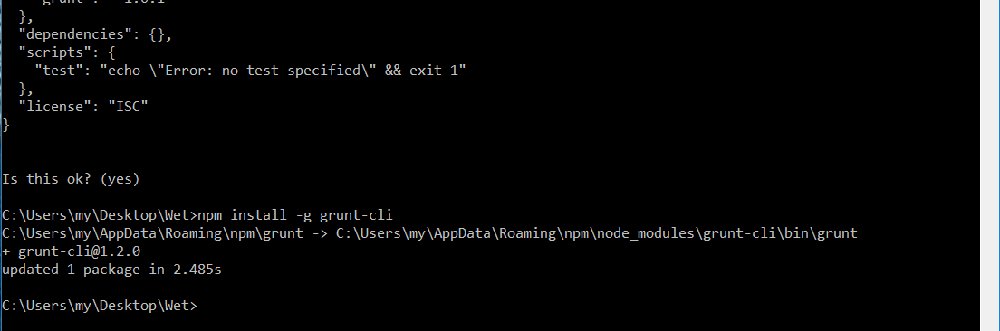 },
"dependencies": {},
"scripts": {
"test": "echo \"Error: no test specified\" && exit 1"
},
"license": "ISC"
}
Is this ok? (yes)
C:\Users\my\Desktop\Wet>npm install -g grunt-cli
C:\Users\my\AppData\Roaming\npm\grunt -> C:\Users\my\AppData\Roaming\npm\node_modules\grunt-cli\bin\grunt
+ grunt-cli@1.2.0
updated 1 package in 2.485s
C:\Users\my\Desktop\Wet>